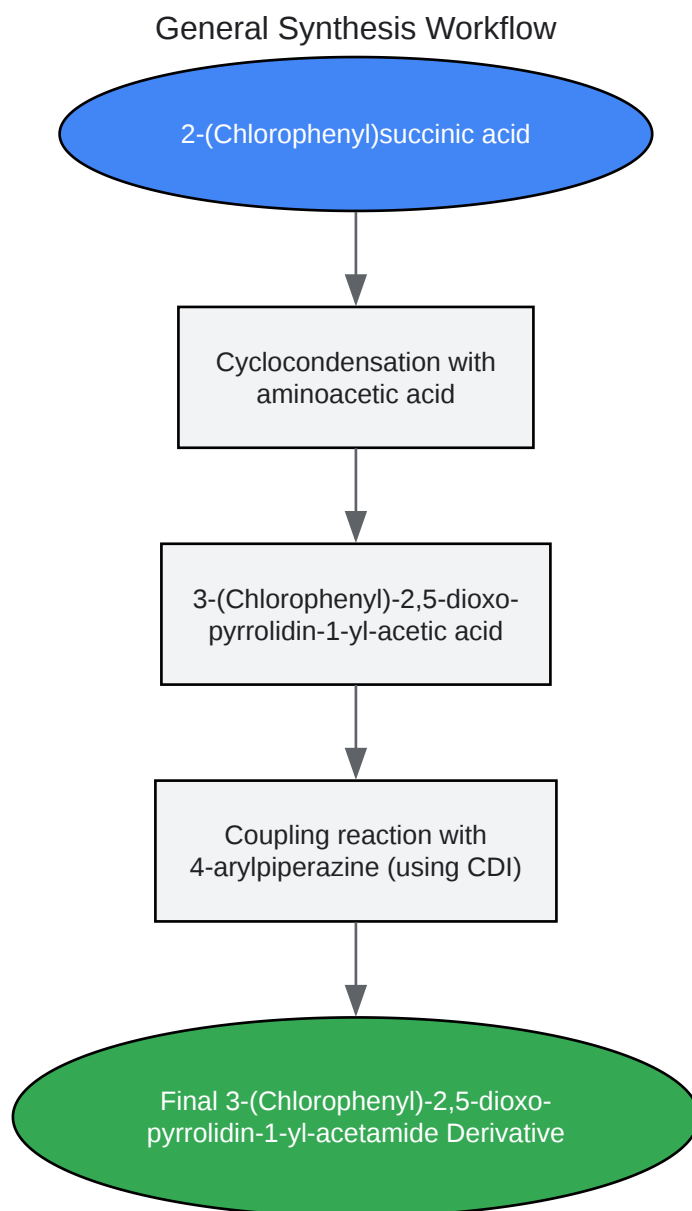 General Synthesis Workflow
2-(Chlorophenyl)succinic acid
Cyclocondensation with
aminoacetic acid
3-(Chlorophenyl)-2,5-dioxo-
pyrrolidin-1-yl-acetic acid
Coupling reaction with
4-arylpiperazine (using CDI)
Final 3-(Chlorophenyl)-2,5-dioxo-
pyrrolidin-1-yl-acetamide Derivative